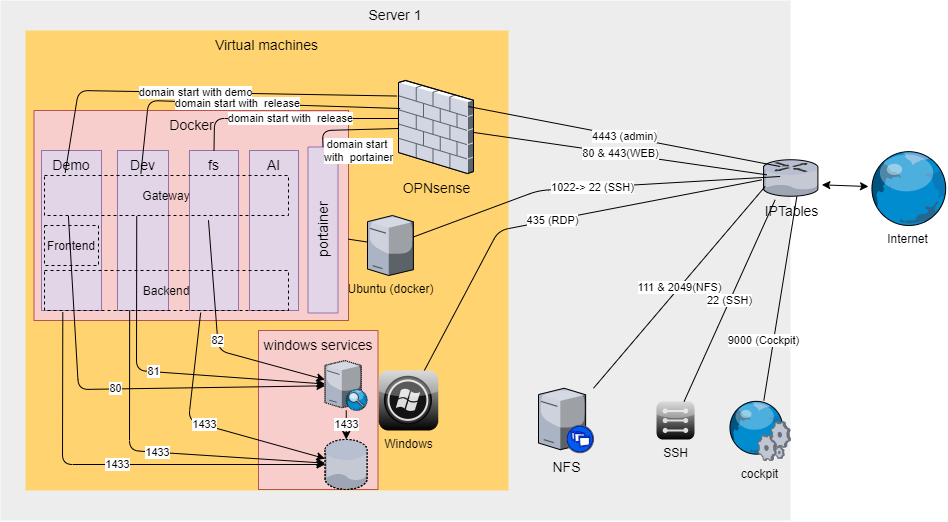 Server 1
Virtual machines
domain start with demo
domain start with  release
domain start with  release
Docker
domain start
with  portainer
4443 (admin)
80 & 443(WEB)
OPNsense
Demo
Dev
fs
AI
Gateway
portainer
1022-> 22 (SSH)
435 (RDP)
IPTables
Internet
Frontend
Backend
Ubuntu (docker)
111 & 2049(NFS)
22 (SSH)
9000 (Cockpit)
82
windows services
81
80
1433
1433
1433
1433
Windows
NFS
SSH
cockpit